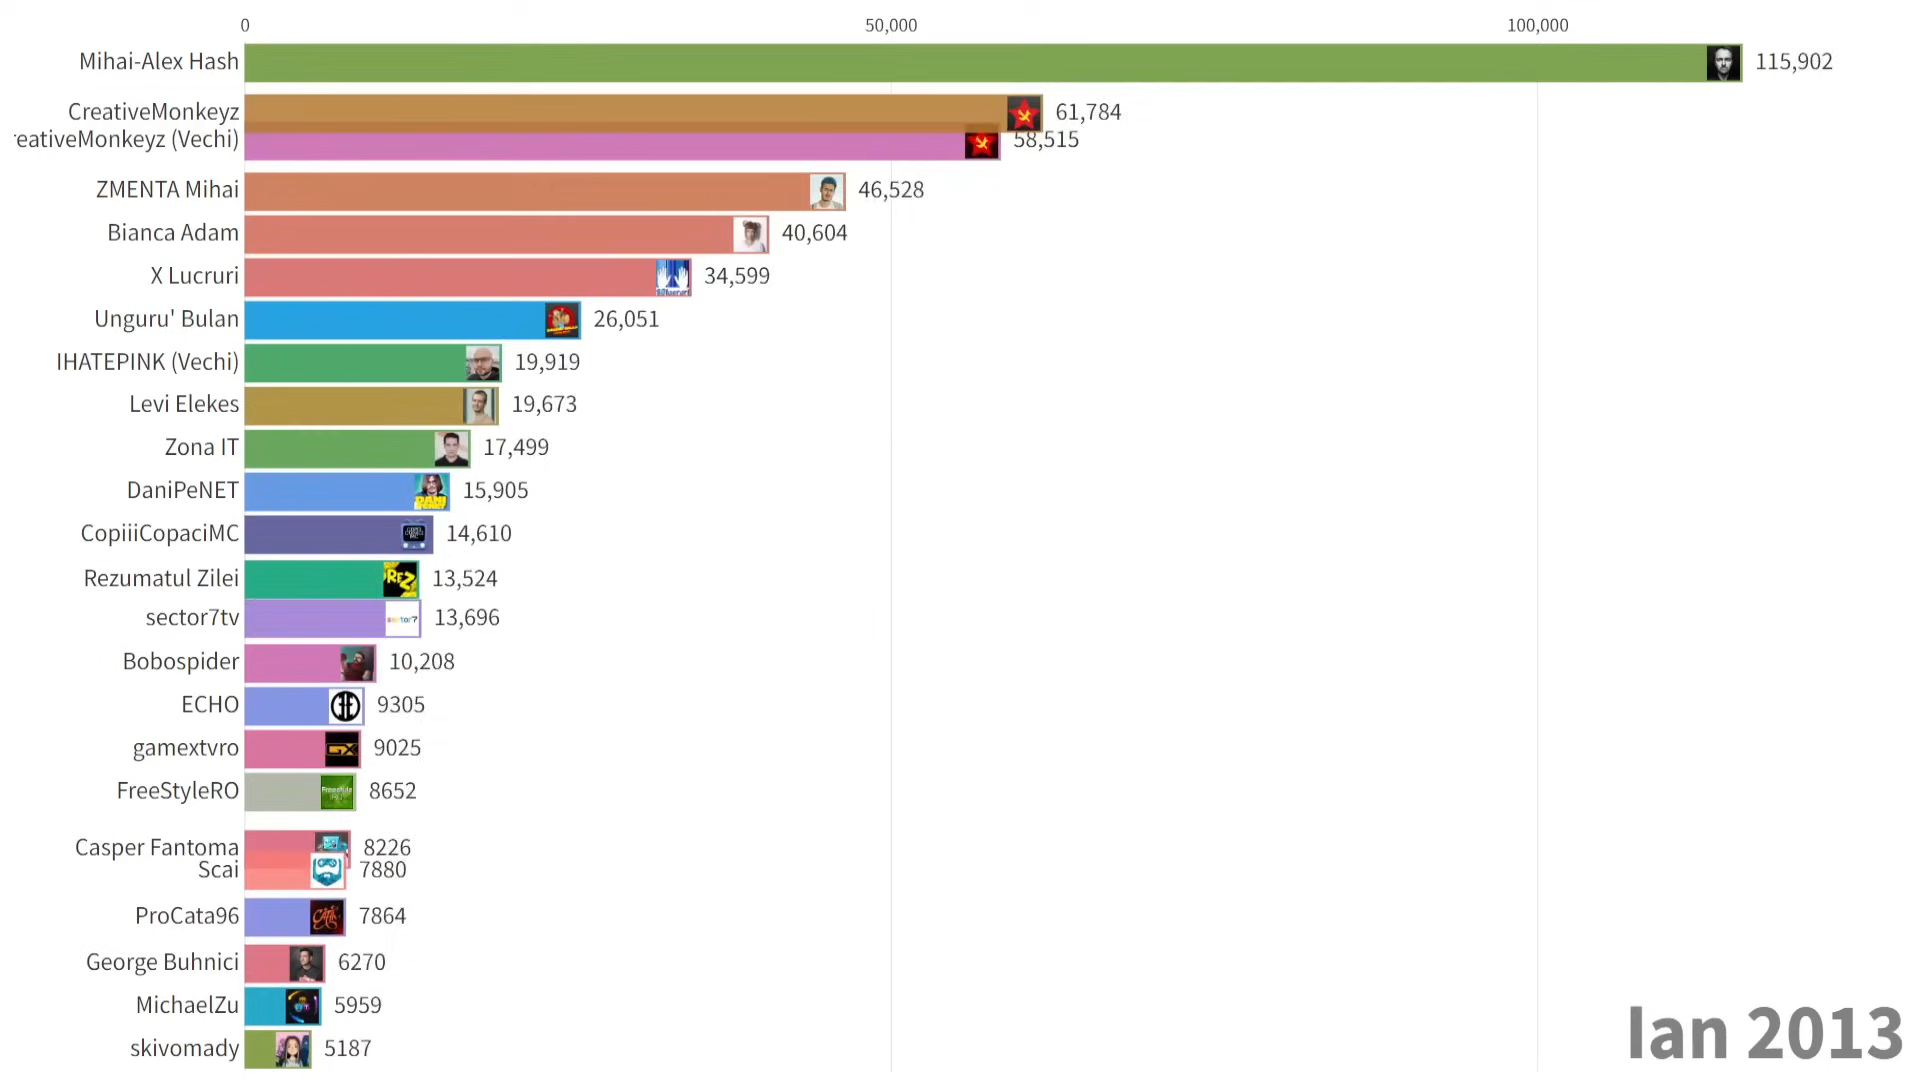 0 50,000 100,000
Mihai-Alex Hash 115,902
CreativeMonkeyz 61,784
reativeMonkeyz (Vechi) 58,515
ZMENTA Mihai 46,528
Bianca Adam 40,604
X Lucruri 34,599
Unguru' Bulan 26,051
IHATEPINK (Vechi) 19,919
Levi Elekes 19,673
Zona IT 17,499
DaniPeNET 15,905
CopiiiCopaciMC 14,610
Rezumatul Zilei 13,524
sector7tv 13,696
Bobospider 10,208
ECHO 9305
gamextvro 9025
FreeStyleRO 8652
Casper Fantoma 8226
Scai 7880
ProCata96 7864
George Buhnici 6270
MichaelZu 5959
skivomady 5187
Ian 2013